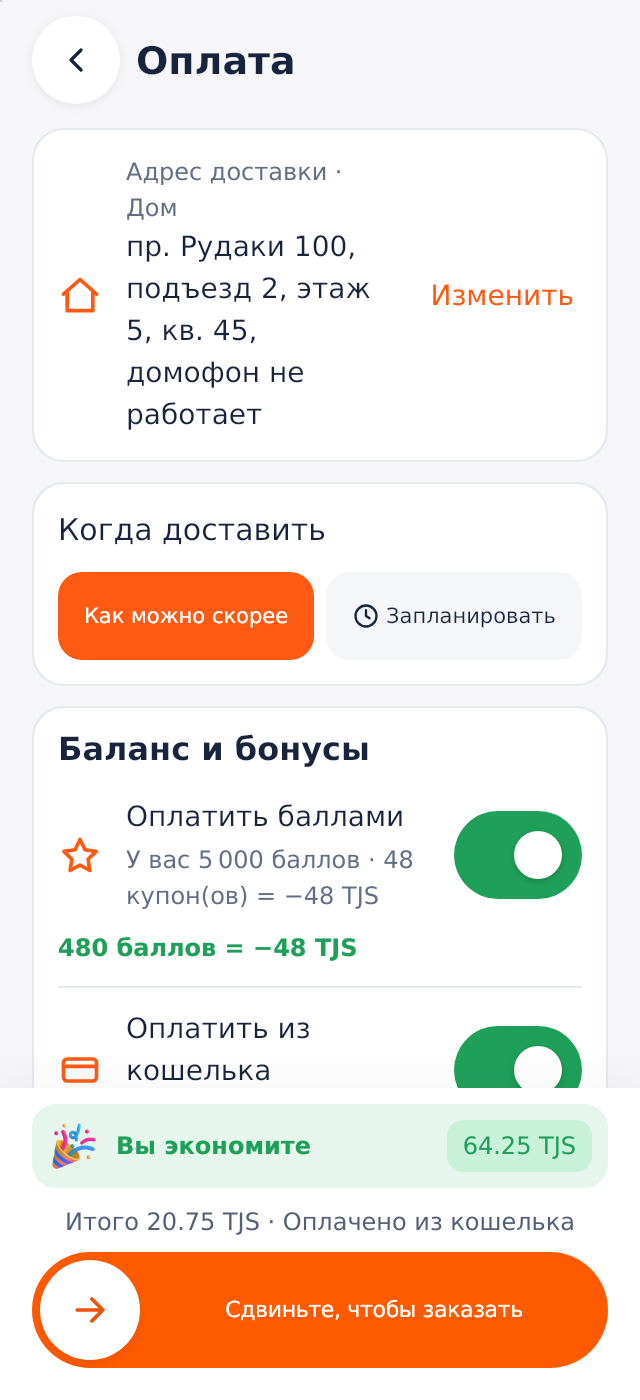 Оплата
Адрес доставки ·
Дом
пр. Рудаки 100,
подъезд 2, этаж
5, кв. 45,
домофон не
работает
Изменить
Когда доставить
Как можно скорее
Запланировать
Баланс и бонусы
Оплатить баллами
У вас 5 000 баллов · 48
купон(ов) = −48 TJS
480 баллов = −48 TJS
Оплатить из
кошелька
Вы экономите
64.25 TJS
Итого 20.75 TJS · Оплачено из кошелька
Сдвиньте, чтобы заказать